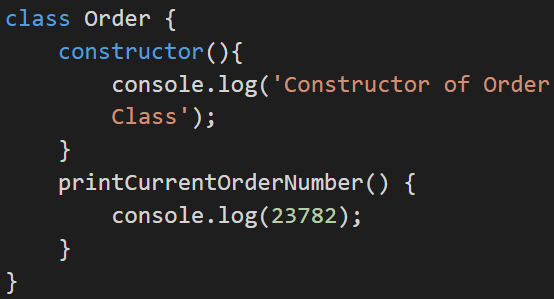 class Order {
    constructor(){
        console.log('Constructor of Order
        Class');
    }
    printCurrentOrderNumber() {
        console.log(23782);
    }
}